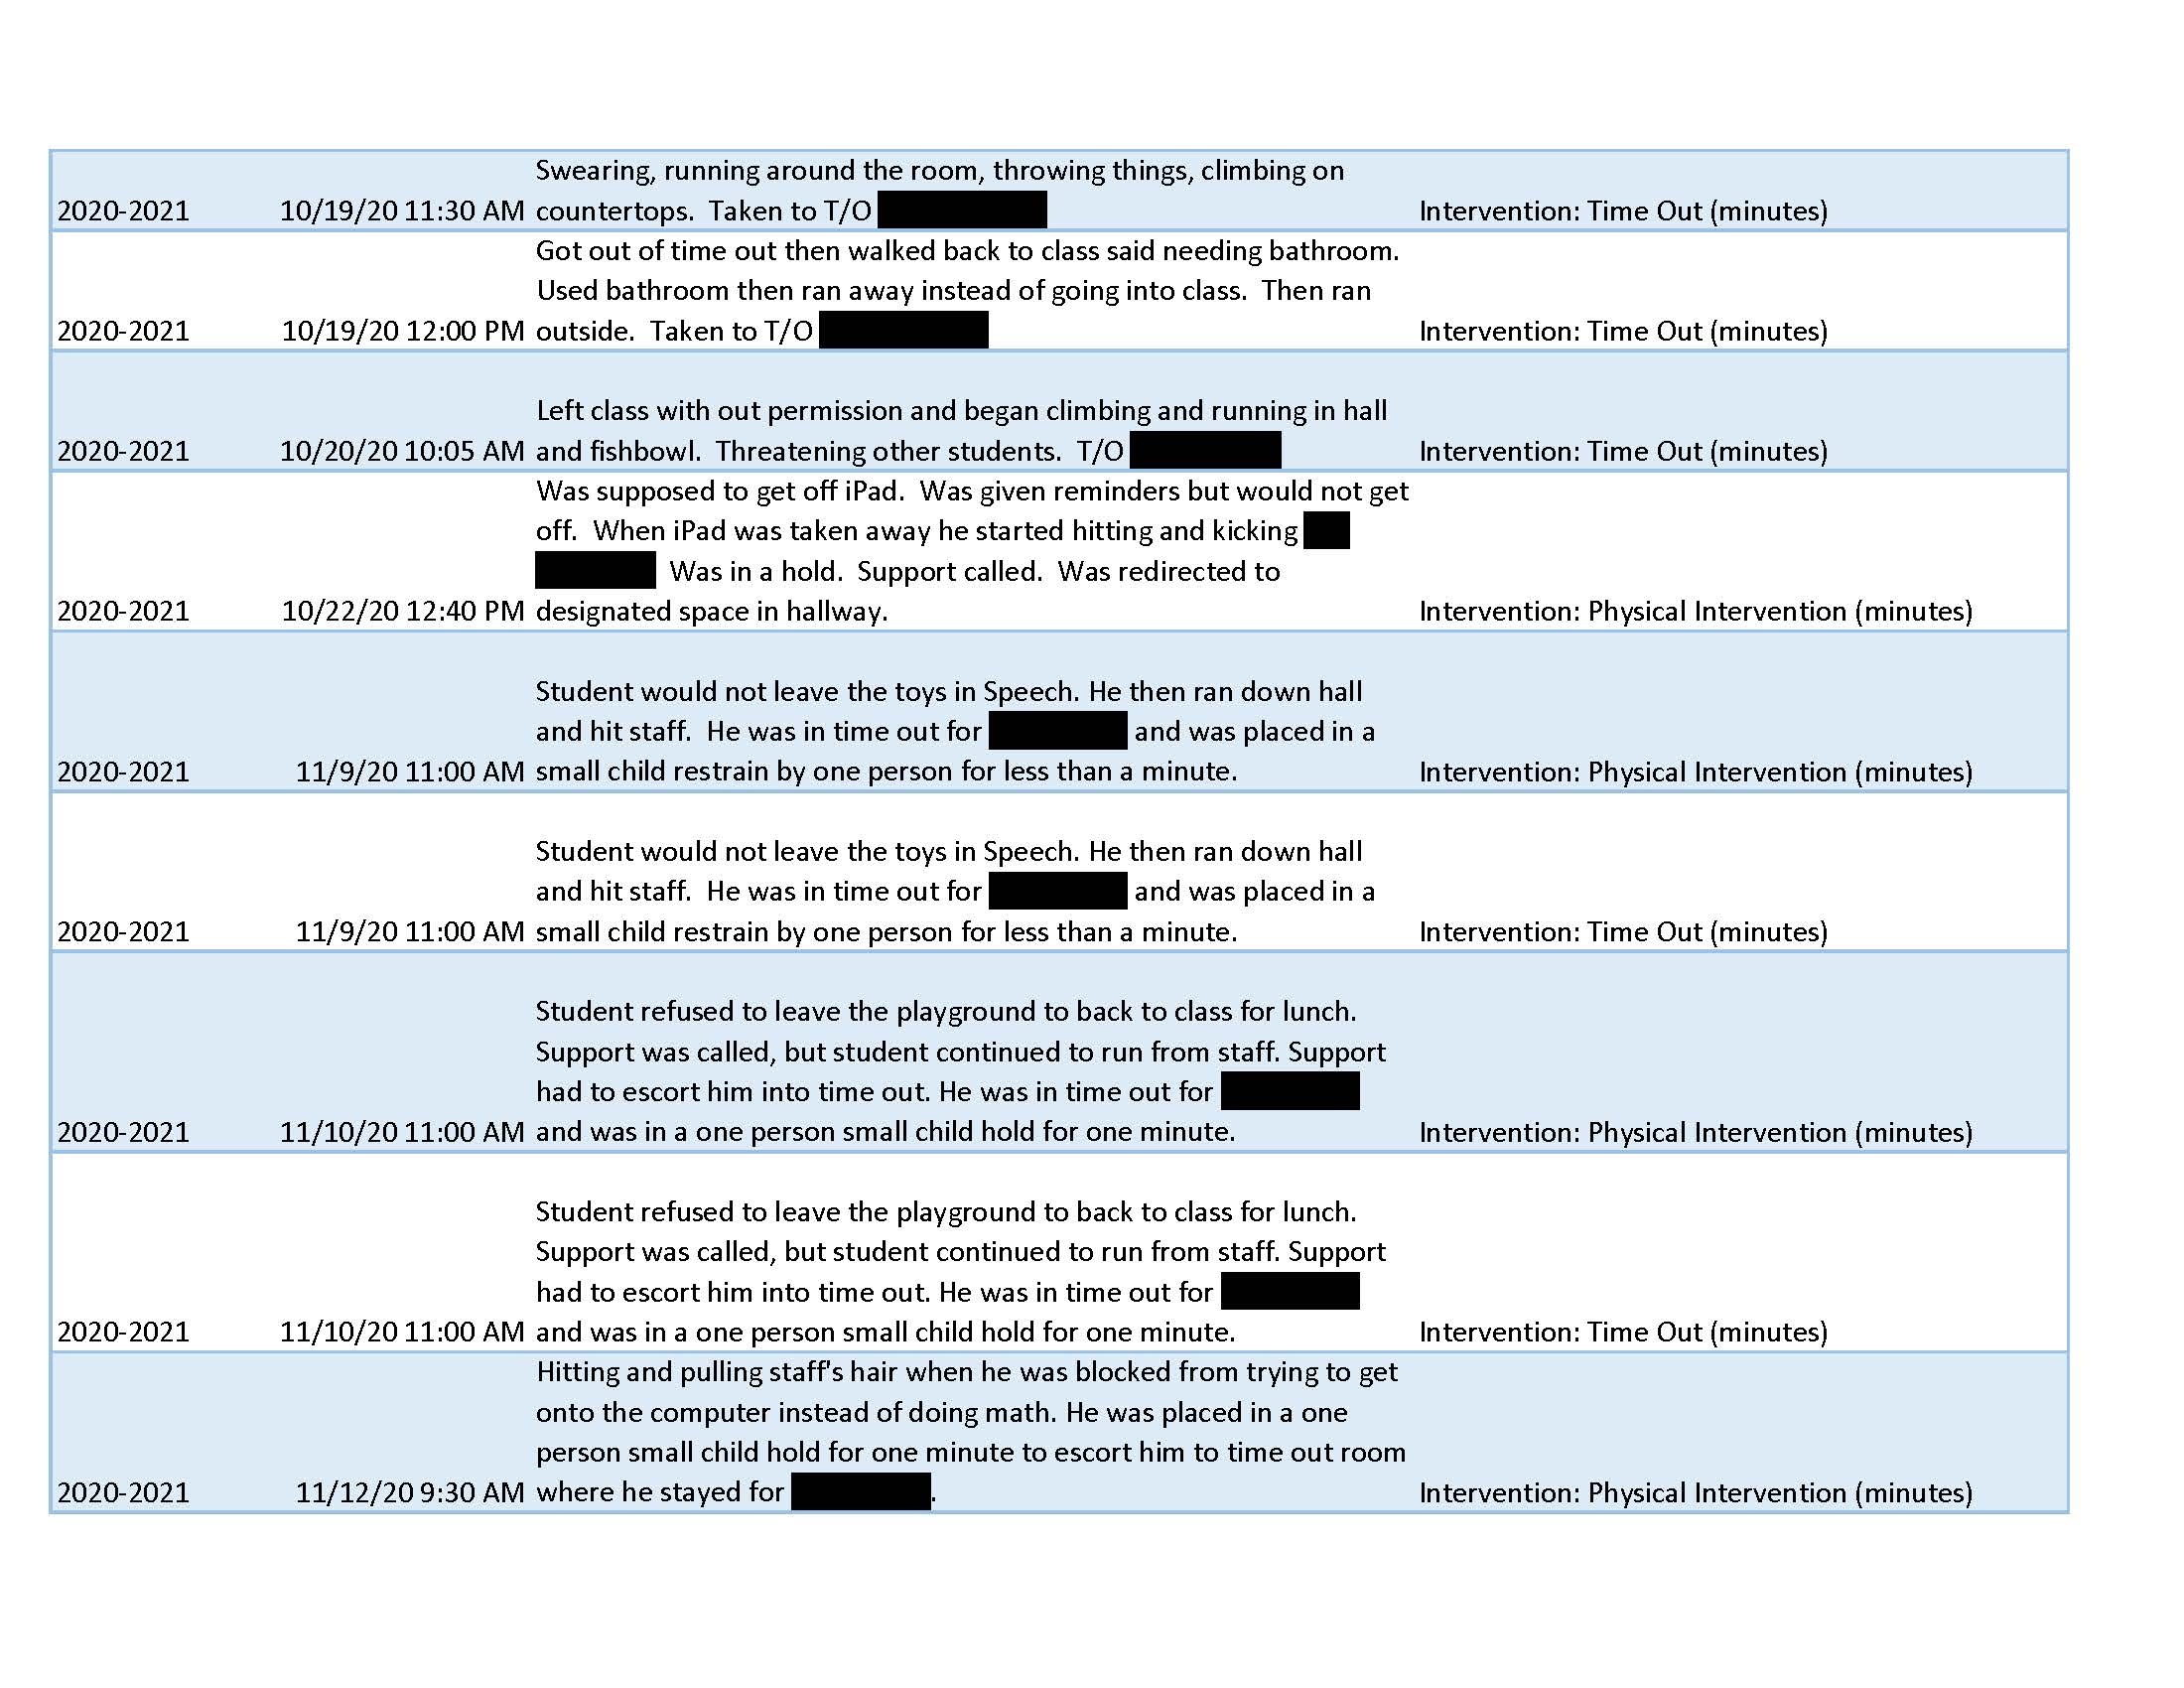 Swearing, running around the room, throwing things, climbing on
2020-2021 10/19/20 11:30 AM countertops.  Taken to T/O Intervention: Time Out (minutes)
Got out of time out then walked back to class said needing bathroom.
Used bathroom then ran away instead of going into class.  Then ran
2020-2021 10/19/20 12:00 PM outside.  Taken to T/O Intervention: Time Out (minutes)
Left class with out permission and began climbing and running in hall
2020-2021 10/20/20 10:05 AM and fishbowl.  Threatening other students.  T/O Intervention: Time Out (minutes)
Was supposed to get off iPad.  Was given reminders but would not get
off.  When iPad was taken away he started hitting and kicking
Was in a hold.  Support called.  Was redirected to
2020-2021 10/22/20 12:40 PM designated space in hallway. Intervention: Physical Intervention (minutes)
Student would not leave the toys in Speech. He then ran down hall
and hit staff.  He was in time out for and was placed in a
2020-2021 11/9/20 11:00 AM small child restrain by one person for less than a minute. Intervention: Physical Intervention (minutes)
Student would not leave the toys in Speech. He then ran down hall
and hit staff.  He was in time out for and was placed in a
2020-2021 11/9/20 11:00 AM small child restrain by one person for less than a minute. Intervention: Time Out (minutes)
Student refused to leave the playground to back to class for lunch.
Support was called, but student continued to run from staff. Support
had to escort him into time out. He was in time out for
2020-2021 11/10/20 11:00 AM and was in a one person small child hold for one minute. Intervention: Physical Intervention (minutes)
Student refused to leave the playground to back to class for lunch.
Support was called, but student continued to run from staff. Support
had to escort him into time out. He was in time out for
2020-2021 11/10/20 11:00 AM and was in a one person small child hold for one minute. Intervention: Time Out (minutes)
Hitting and pulling staff's hair when he was blocked from trying to get
onto the computer instead of doing math. He was placed in a one
person small child hold for one minute to escort him to time out room
2020-2021 11/12/20 9:30 AM where he stayed for . Intervention: Physical Intervention (minutes)